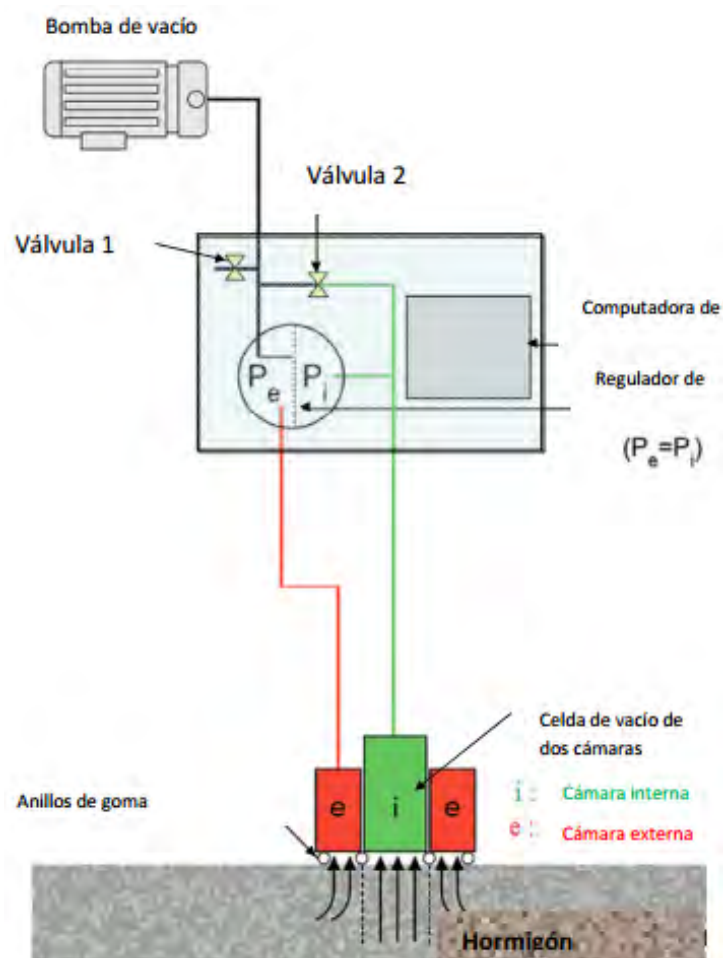 Bomba de vacío
Válvula 2
Válvula 1
Computadora de
Regulador de
Pe Pi
(Pe=Pi)
Celda de vacío de
dos cámaras
Anillos de goma
i : Cámara interna
e : Cámara externa
e i e
Hormigón